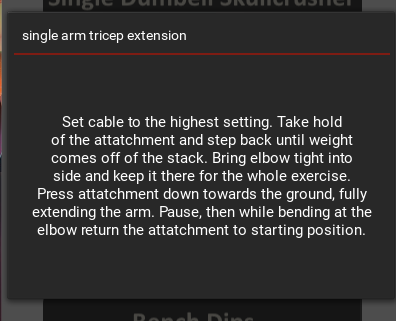 Single Dumbell Skullcrusher
single arm tricep extension
Set cable to the highest setting. Take hold
of the attatchment and step back until weight
comes off of the stack. Bring elbow tight into
side and keep it there for the whole exercise.
Press attatchment down towards the ground, fully
extending the arm. Pause, then while bending at the
elbow return the attatchment to starting position.
Bench Dips